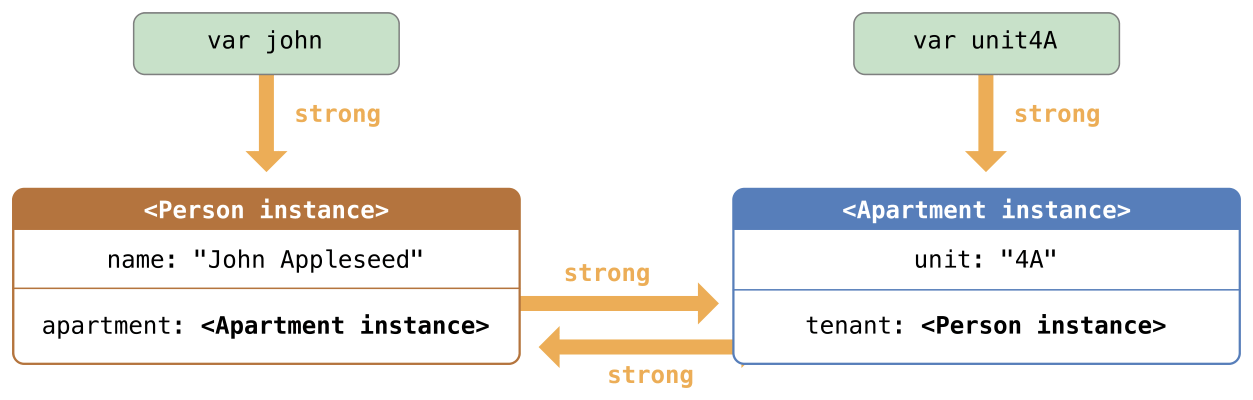 var john
var unit4A
strong
strong
<Person instance>
<Apartment instance>
name: "John Appleseed"
unit: "4A"
strong
apartment: <Apartment instance>
tenant: <Person instance>
strong